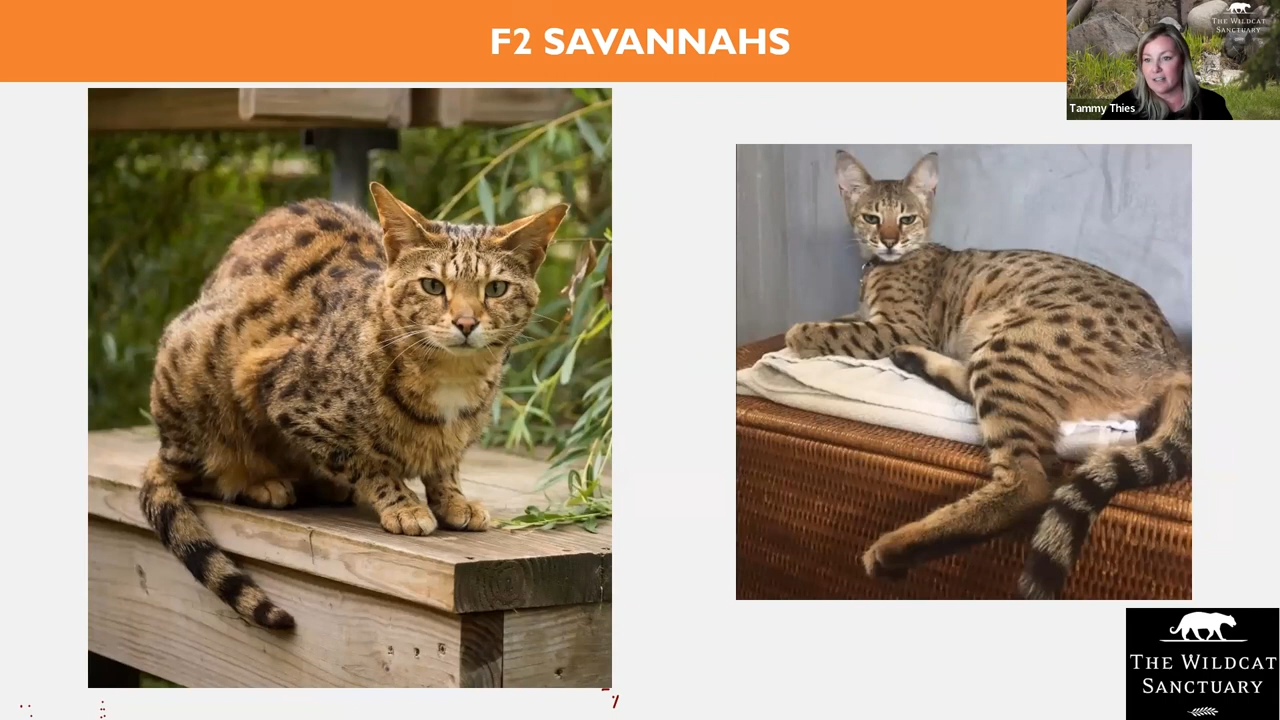 F2 SAVANNAHS
THE WILDCAT
SANCTUARY
Tammy Thies
THE WILDCAT
SANCTUARY